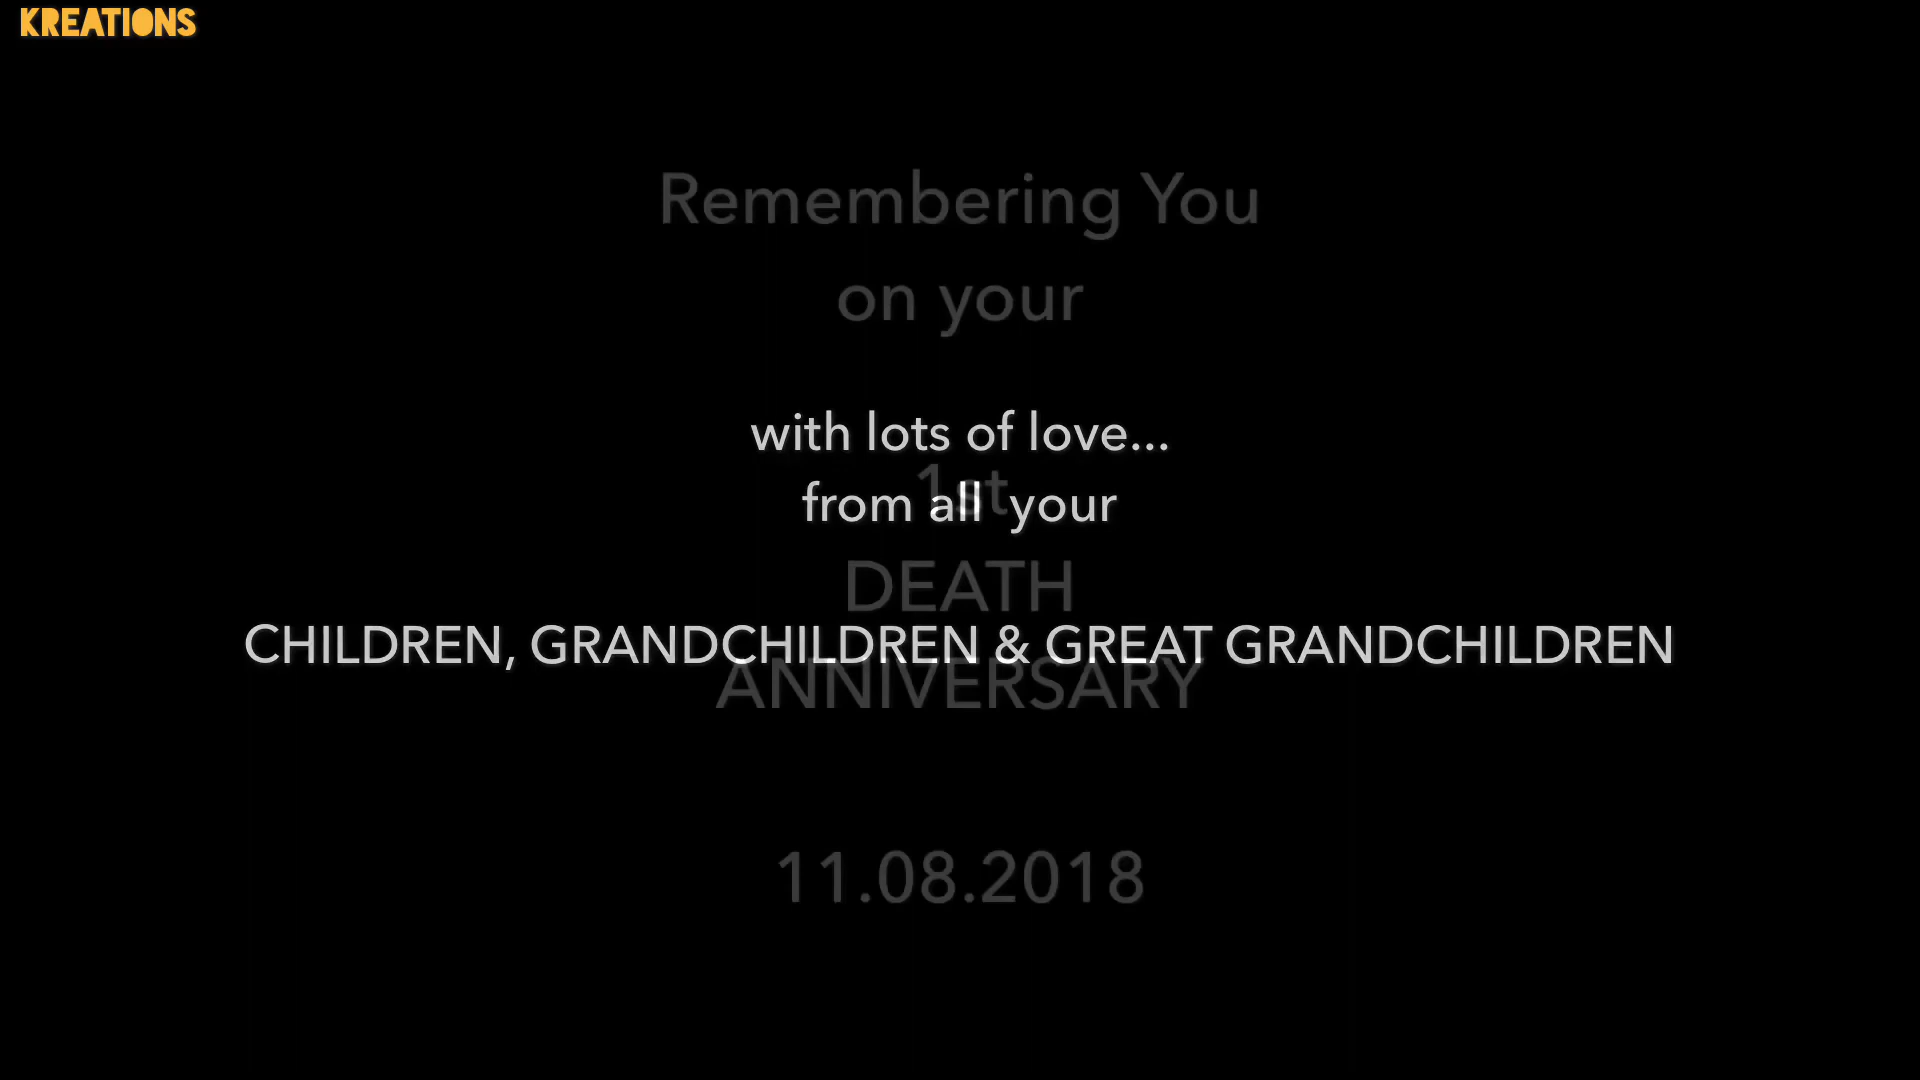 KREATIONS
Remembering You
on your
with lots of love...
1st
from all your
DEATH
CHILDREN, GRANDCHILDREN & GREAT GRANDCHILDREN
ANNIVERSARY
11.08.2018